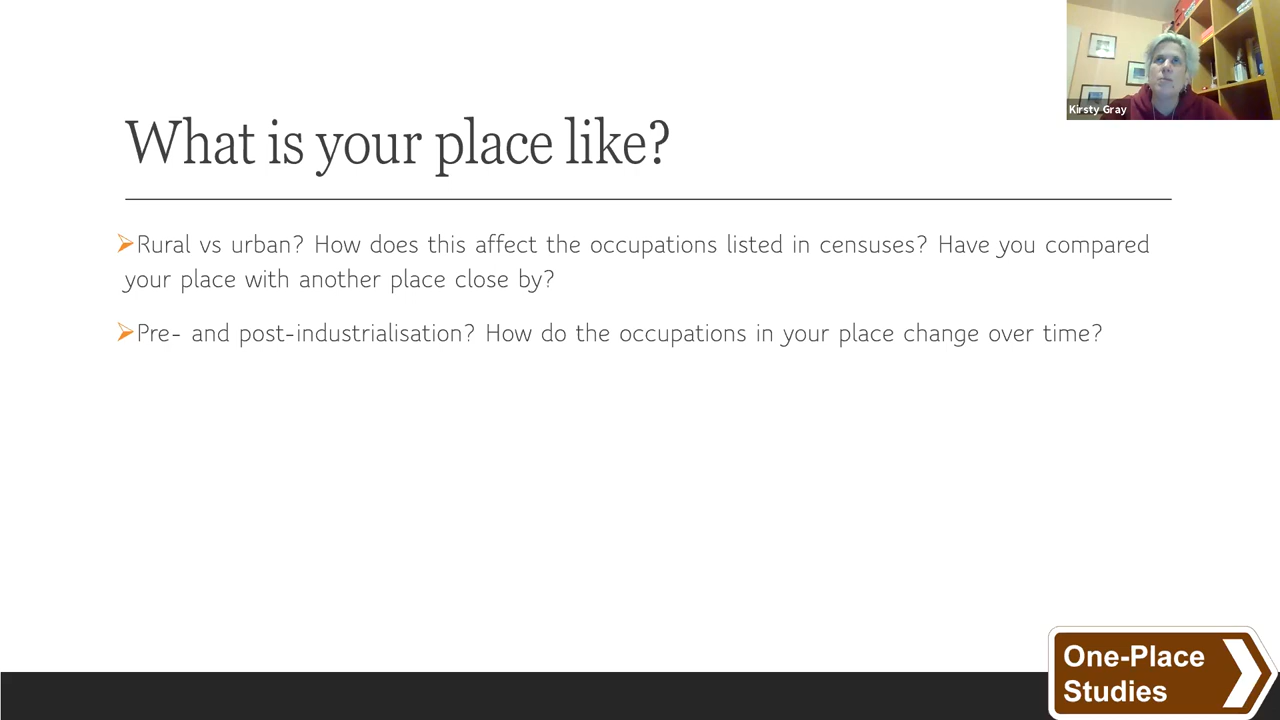 Kirsty Gray
What is your place like?
Rural vs urban? How does this affect the occupations listed in censuses? Have you compared
your place with another place close by?
Pre- and post-industrialisation? How do the occupations in your place change over time?
One-Place
Studies